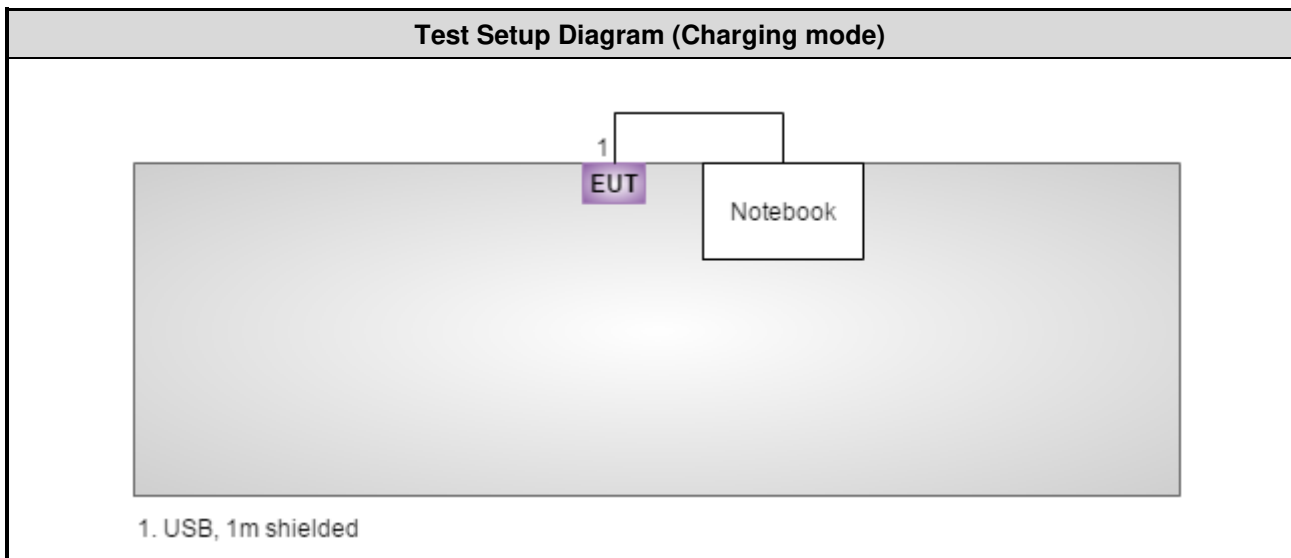 Test Setup Diagram (Charging mode)
1
EUT
Notebook
1. USB, 1m shielded